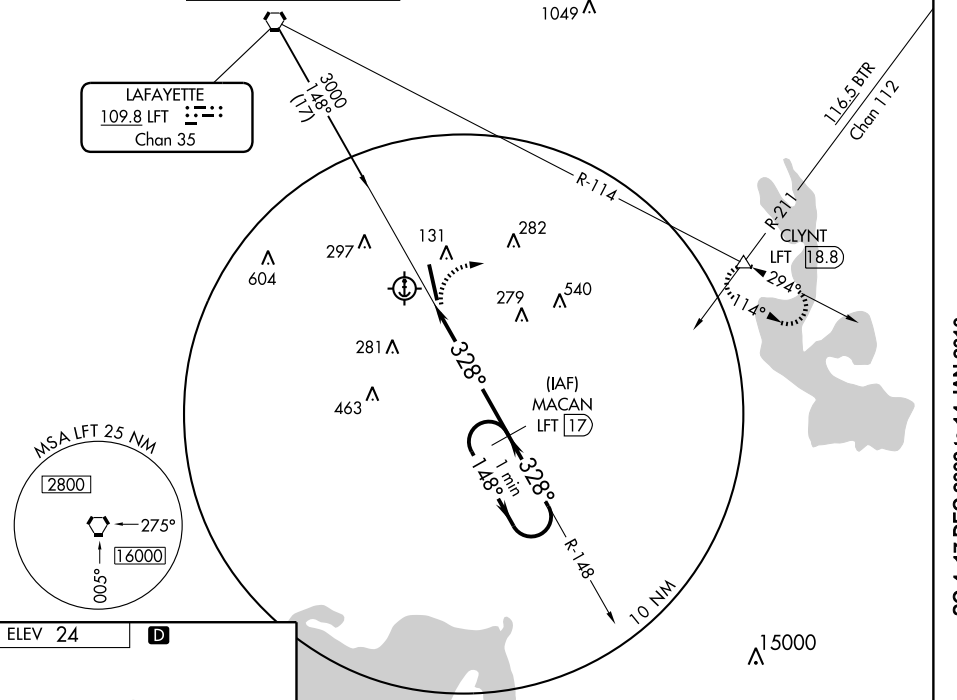 1049
LAFAYETTE
109.8 LFT
Chan 35
3000
148°
(17)
116.5 BTR
Chan 112
R-114
R-211
CLYNT
LFT 18.8
294°
114°
131
282
297
604
279
540
281
463
328°
(IAF)
MACAN
LFT 17
1 min
148°
328°
R-148
10 NM
MSA LFT 25 NM
2800
275°
16000
005°
15000
ELEV 24
D